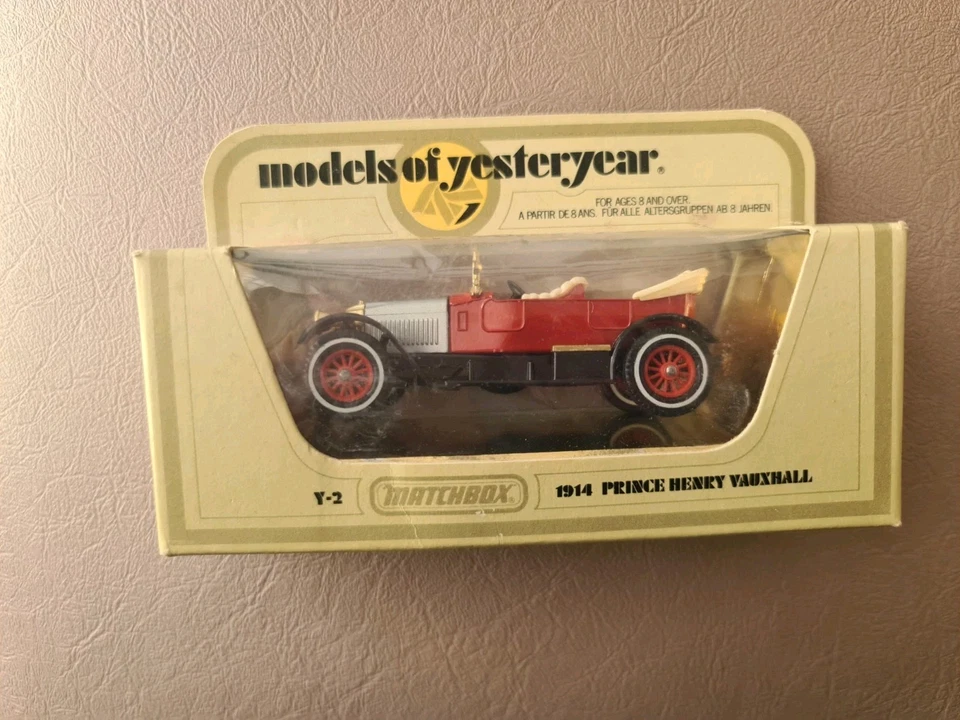 models of yesteryear®
FOR AGES 8 AND OVER.
A PARTIR DE 8 ANS. FÜR ALLE ALTERSGRUPPEN AB 8 JAHREN
Y-2 MATCHBOX® 1914 PRINCE HENRY VAUXHALL